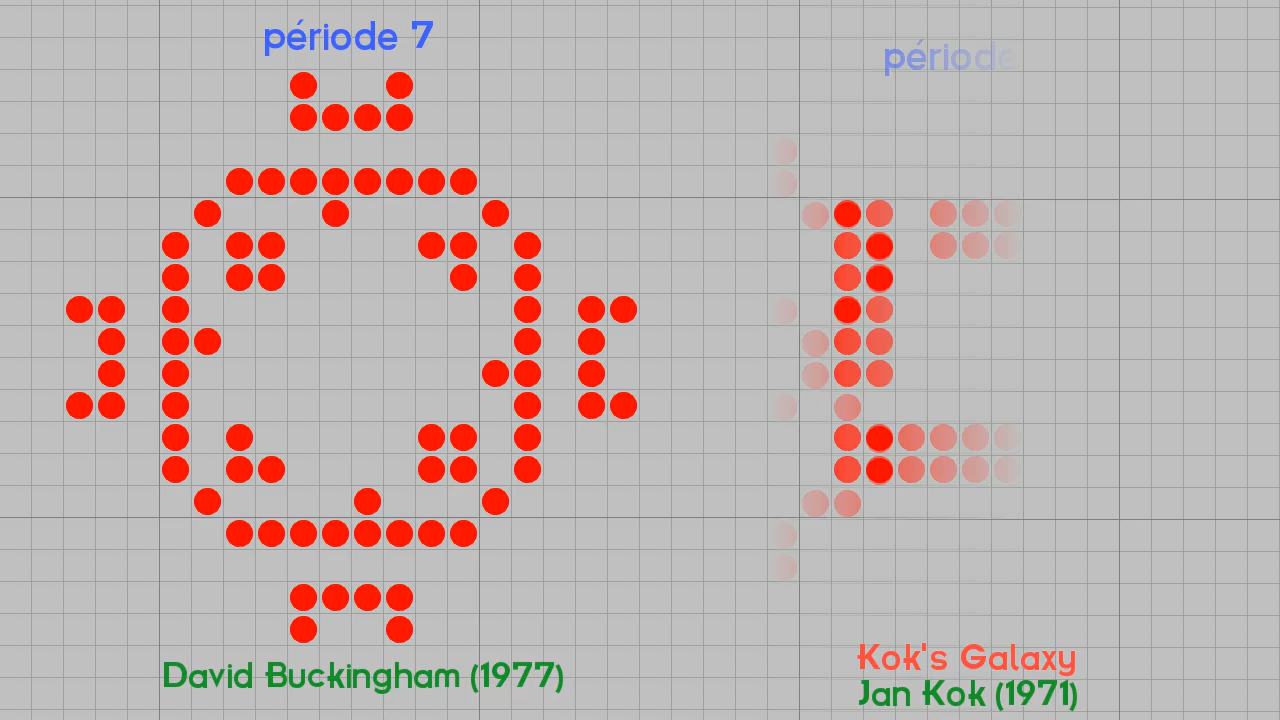 période 7
David Buckingham (1977)
période
Kok's Galaxy
Jan Kok (1971)